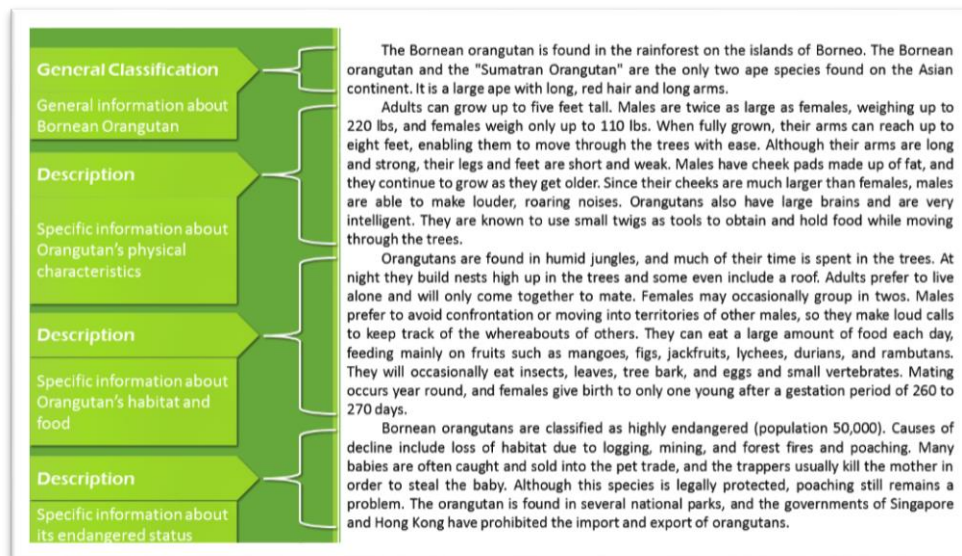 General Classification
General information about
Bornean Orangutan
Description
Specific information about
Orangutan's physical
characteristics
Description
Specific information about
Orangutan's habitat and
food
Description
Specific information about
its endangered status
The Bornean orangutan is found in the rainforest on the islands of Borneo. The Bornean
orangutan and the "Sumatran Orangutan" are the only two ape species found on the Asian
continent. It is a large ape with long, red hair and long arms.
Adults can grow up to five feet tall. Males are twice as large as females, weighing up to
220 lbs, and females weigh only up to 110 lbs. When fully grown, their arms can reach up to
eight feet, enabling them to move through the trees with ease. Although their arms are long
and strong, their legs and feet are short and weak. Males have cheek pads made up of fat, and
they continue to grow as they get older. Since their cheeks are much larger than females, males
are able to make louder, roaring noises. Orangutans also have large brains and are very
intelligent. They are known to use small twigs as tools to obtain and hold food while moving
through the trees.
Orangutans are found in humid jungles, and much of their time is spent in the trees. At
night they build nests high up in the trees and some even include a roof. Adults prefer to live
alone and will only come together to mate. Females may occasionally group in twos. Males
prefer to avoid confrontation or moving into territories of other males, so they make loud calls
to keep track of the whereabouts of others. They can eat a large amount of food each day,
feeding mainly on fruits such as mangoes, figs, jackfruits, lychees, durians, and rambutans.
They will occasionally eat insects, leaves, tree bark, and eggs and small vertebrates. Mating
occurs year round, and females give birth to only one young after a gestation period of 260 to
270 days.
Bornean orangutans are classified as highly endangered (population 50,000). Causes of
decline include loss of habitat due to logging, mining, and forest fires and poaching. Many
babies are often caught and sold into the pet trade, and the trappers usually kill the mother in
order to steal the baby. Although this species is legally protected, poaching still remains a
problem. The orangutan is found in several national parks, and the governments of Singapore
and Hong Kong have prohibited the import and export of orangutans.